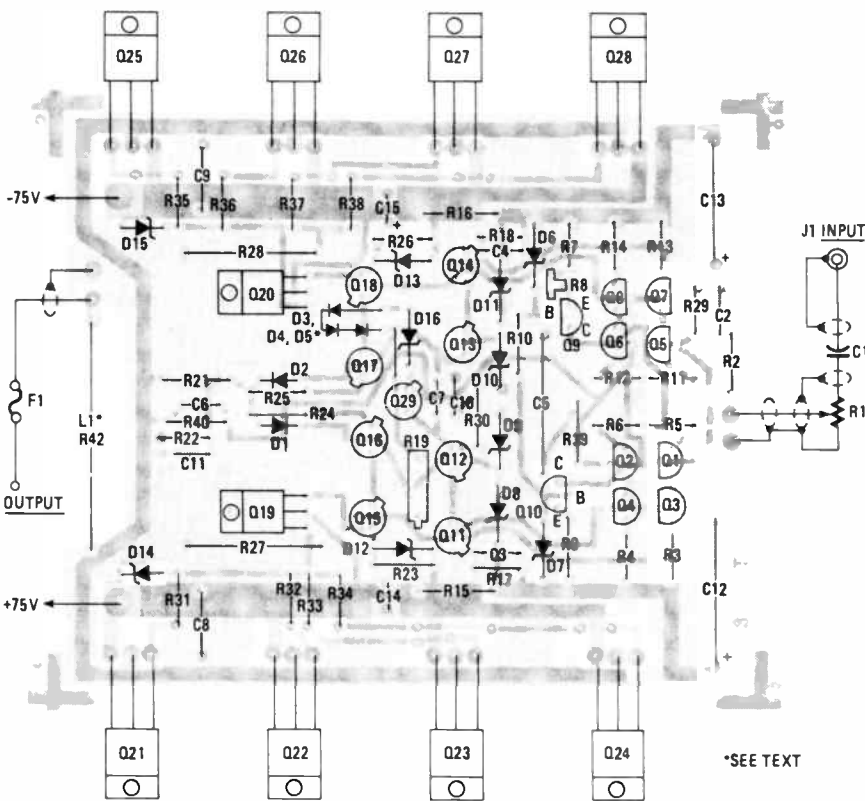 Q25 Q26 Q27 Q28
-75V
C9
R35 R36 R37 R38 C15 R16
C13
J1 INPUT
D15
R28
+
R26
D13
Q14
R18
C4
D6
R7 R14 R13
+
Q20
Q18
D3,
D4, D5*
D16
D11
R8
B E
C
Q9
Q8 Q7
R29
C2
C1
Q13
R10
Q6 Q5
R2
F1
R21
D2
R25
Q17
D10
R12 R11
R1
C6
R24
Q29
C7 C10
C5
L1*
R42
R40
R22
D1
R30
R39
R6 R5
C11
Q16
R19
Q12
D9
C
Q2 Q1
OUTPUT
Q19
D8
B
Q10
E
Q4 Q3
Q15
Q11
D14
R27
D12
R23
C3
R17
D7
R9
R4 R3
+75V
R31
C8
R32 R33 R34 C14 R15
C12
+
Q21 Q22 Q23 Q24
*SEE TEXT